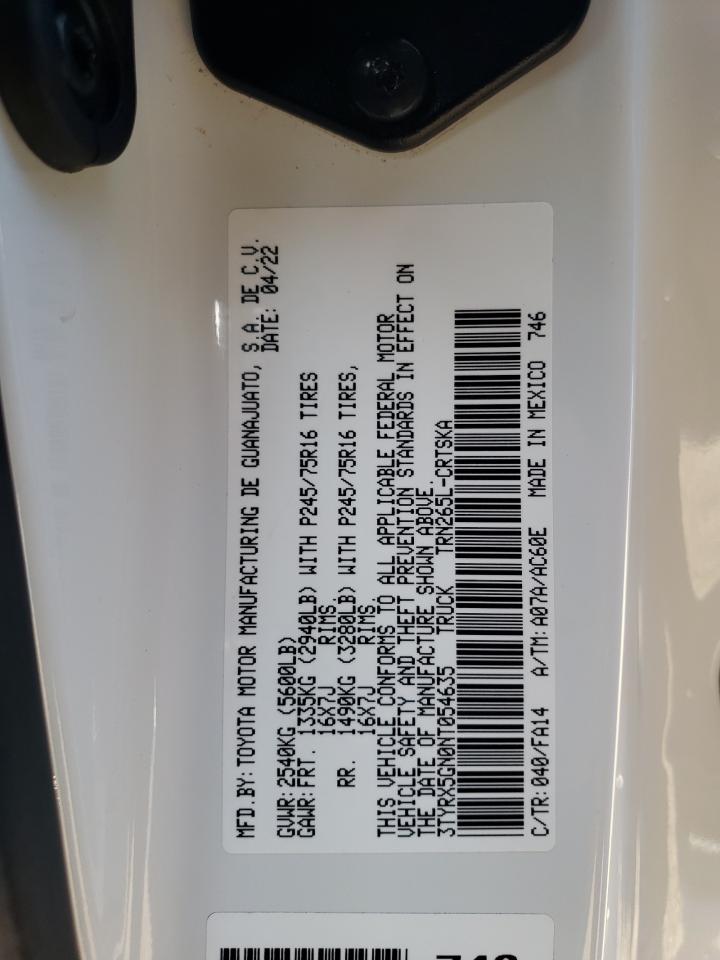 MFD.BY: TOYOTA MOTOR MANUFACTURING DE GUANAJUATO, S.A. DE C.V.
DATE: 04/22
GVWR: 2540KG (5600LB)
GAWR: FRT. 1335KG (2940LB) WITH P245/75R16 TIRES
16X7J RIMS.
RR. 1490KG (3280LB) WITH P245/75R16 TIRES,
16X7J RIMS.
THIS VEHICLE CONFORMS TO ALL APPLICABLE FEDERAL MOTOR
VEHICLE SAFETY AND THEFT PREVENTION STANDARDS IN EFFECT ON
THE DATE OF MANUFACTURE SHOWN ABOVE.
3TYRX5GN0NT054635 TRUCK TRN265L-CRTSKA
C/TR: 040/FA14 A/TM: A07A/AC60E MADE IN MEXICO 746